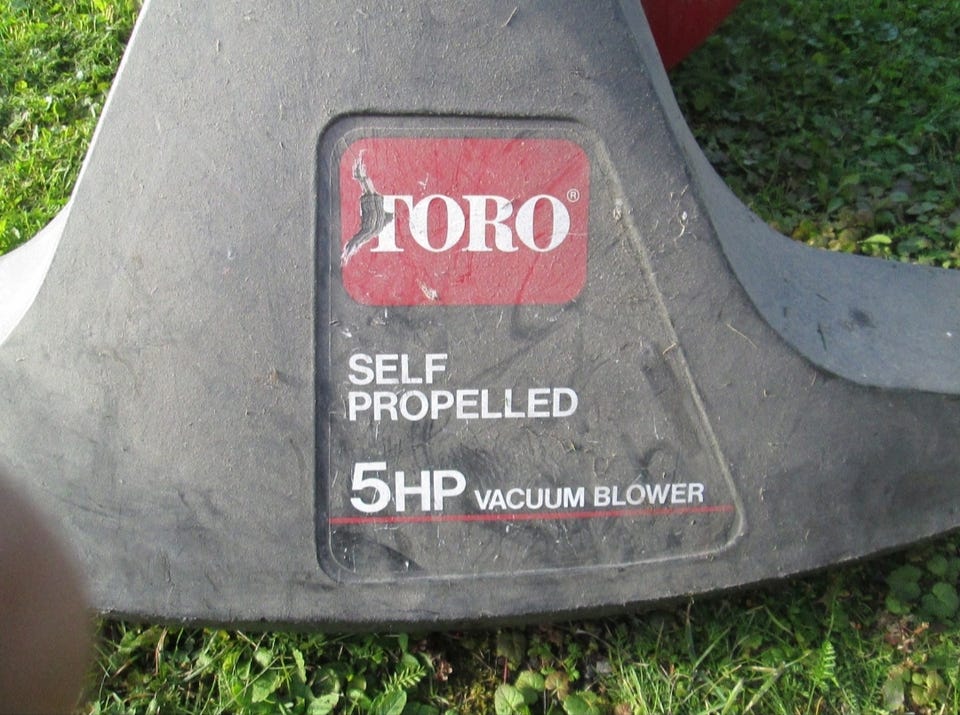 TORO®
SELF
PROPELLED
5HP VACUUM BLOWER